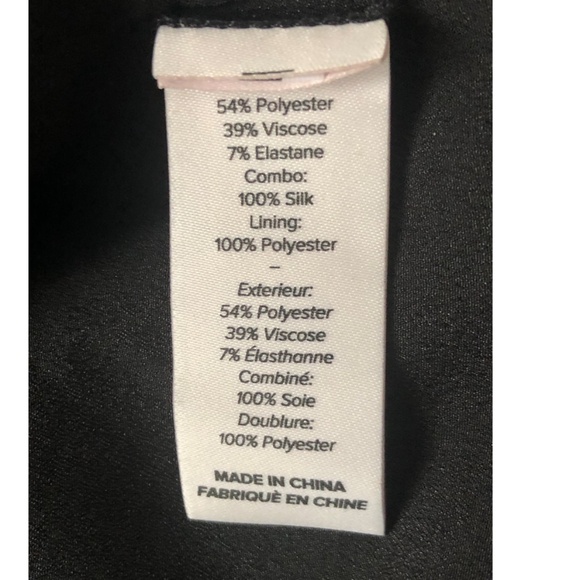 54% Polyester
39% Viscose
7% Elastane
Combo:
100% Silk
Lining:
100% Polyester
–
Exterieur:
54% Polyester
39% Viscose
7% Élasthanne
Combiné:
100% Soie
Doublure:
100% Polyester
MADE IN CHINA
FABRIQUÈ EN CHINE